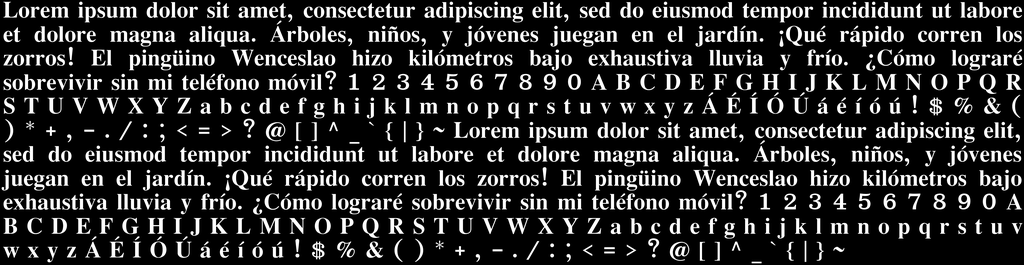 Lorem ipsum dolor sit amet, consectetur adipiscing elit, sed do eiusmod tempor incididunt ut labore
et dolore magna aliqua. Árboles, niños, y jóvenes juegan en el jardín. ¡Qué rápido corren los
zorros! El pingüino Wenceslao hizo kilómetros bajo exhaustiva lluvia y frío. ¿Cómo lograré
sobrevivir sin mi teléfono móvil? 1 2 3 4 5 6 7 8 9 0 A B C D E F G H I J K L M N O P Q R
S T U V W X Y Z a b c d e f g h i j k l m n o p q r s t u v w x y z Á É Í Ó Ú á é í ó ú ! $ % & (
) * + , - . / : ; < = > ? @ [ ] ^ _ ` { | } ~ Lorem ipsum dolor sit amet, consectetur adipiscing elit,
sed do eiusmod tempor incididunt ut labore et dolore magna aliqua. Árboles, niños, y jóvenes
juegan en el jardín. ¡Qué rápido corren los zorros! El pingüino Wenceslao hizo kilómetros bajo
exhaustiva lluvia y frío. ¿Cómo lograré sobrevivir sin mi teléfono móvil? 1 2 3 4 5 6 7 8 9 0 A
B C D E F G H I J K L M N O P Q R S T U V W X Y Z a b c d e f g h i j k l m n o p q r s t u v
w x y z Á É Í Ó Ú á é í ó ú ! $ % & ( ) * + , - . / : ; < = > ? @ [ ] ^ _ ` { | } ~